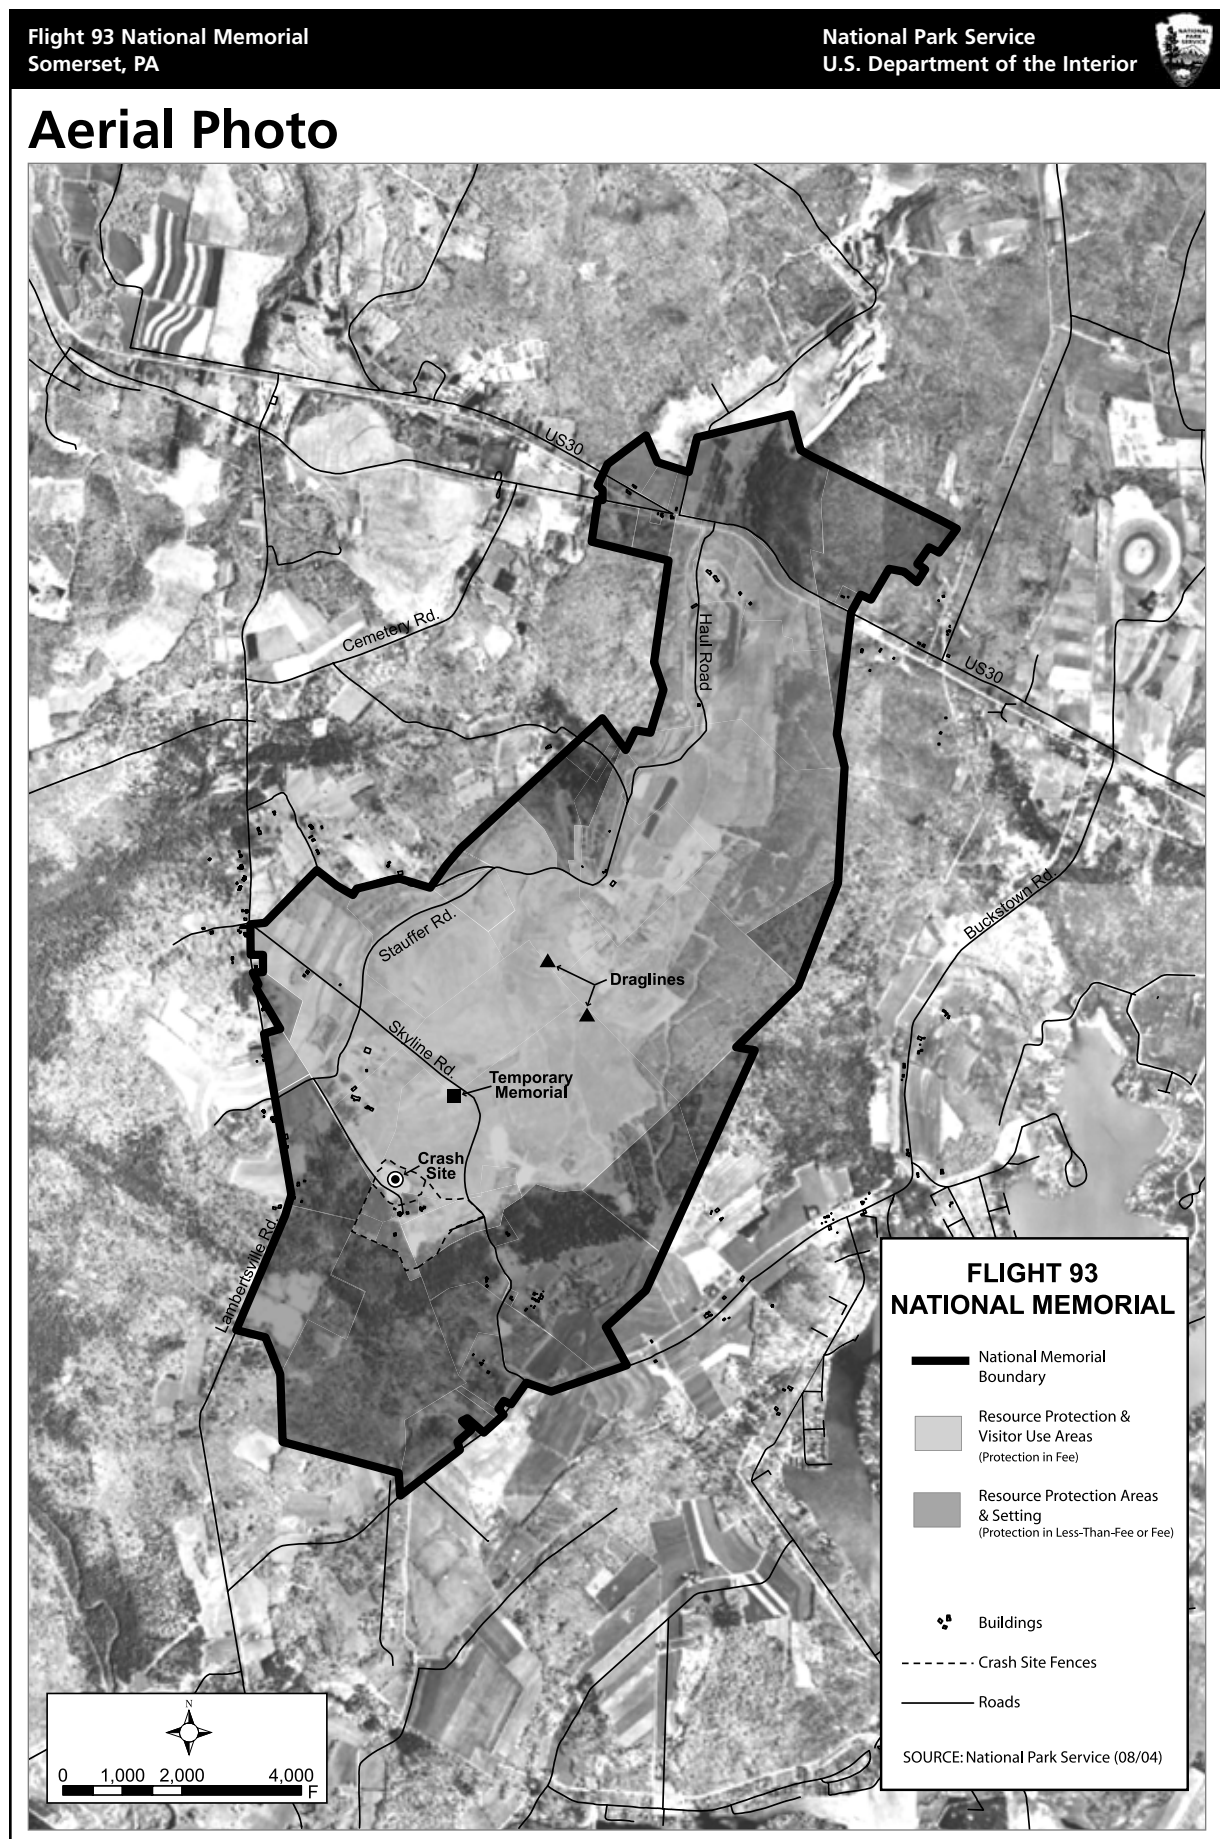 Flight 93 National Memorial
Somerset, PA
National Park Service
U.S. Department of the Interior
NATIONAL
PARK
SERVICE
Aerial Photo
US30
Cemetery Rd.
Haul Road
US30
Buckstown Rd.
Stauffer Rd.
Draglines
Skyline Rd.
Temporary
Memorial
Crash
Site
Lambertsville Rd.
FLIGHT 93
NATIONAL MEMORIAL
National Memorial
Boundary
Resource Protection &
Visitor Use Areas
(Protection in Fee)
Resource Protection Areas
& Setting
(Protection in Less-Than-Fee or Fee)
Buildings
Crash Site Fences
Roads
SOURCE: National Park Service (08/04)
N
0 1,000 2,000 4,000
F